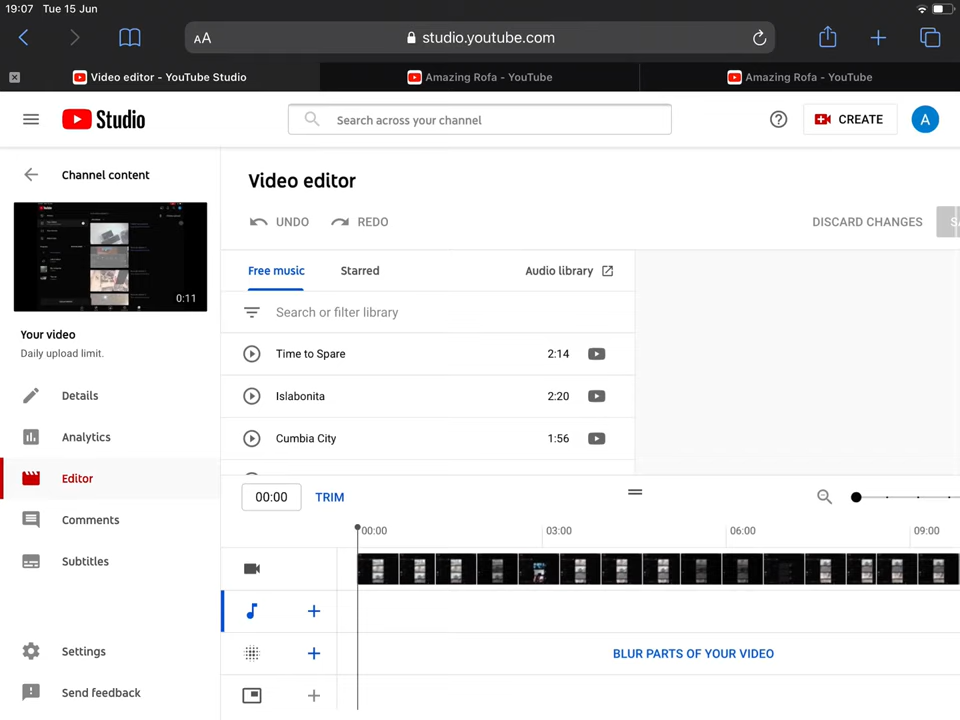 19:07 Tue 15 Jun
AA studio.youtube.com
Video editor - YouTube Studio Amazing Rofa - YouTube Amazing Rofa - YouTube
Studio Search across your channel CREATE A
Channel content
0:11
Your video
Daily upload limit.
Details
Analytics
Editor
Comments
Subtitles
Settings
Send feedback
Video editor
UNDO REDO DISCARD CHANGES
Free music Starred Audio library
Search or filter library
Time to Spare 2:14
Islabonita 2:20
Cumbia City 1:56
00:00 TRIM
00:00 03:00 06:00 09:00
BLUR PARTS OF YOUR VIDEO